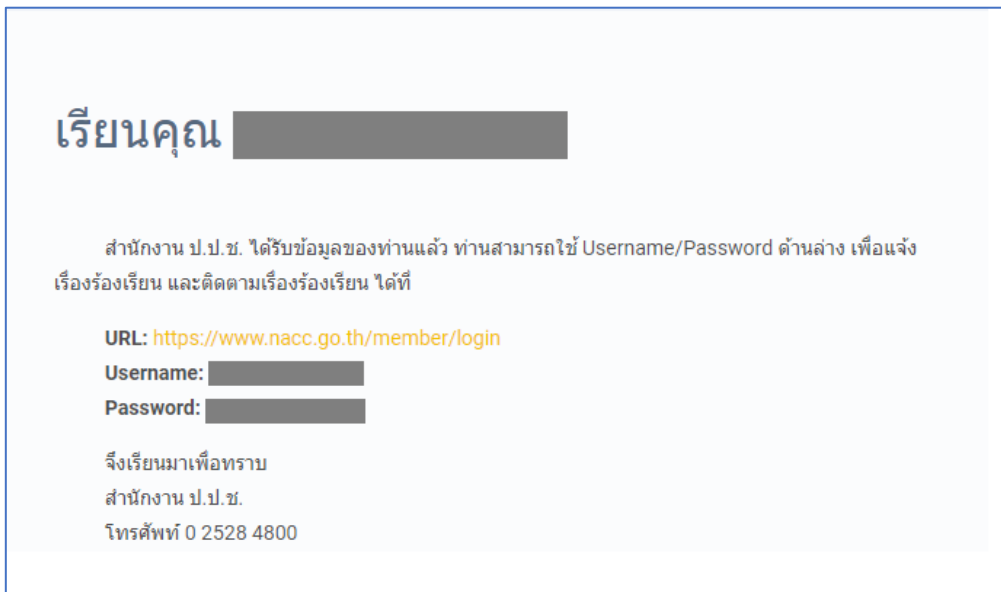 เรียนคุณ
สำนักงาน ป.ป.ช. ได้รับข้อมูลของท่านแล้ว ท่านสามารถใช้ Username/Password ด้านล่าง เพื่อแจ้ง
เรื่องร้องเรียน และติดตามเรื่องร้องเรียน ได้ที่
URL: https://www.nacc.go.th/member/login
Username:
Password:
จึงเรียนมาเพื่อทราบ
สำนักงาน ป.ป.ช.
โทรศัพท์ 0 2528 4800